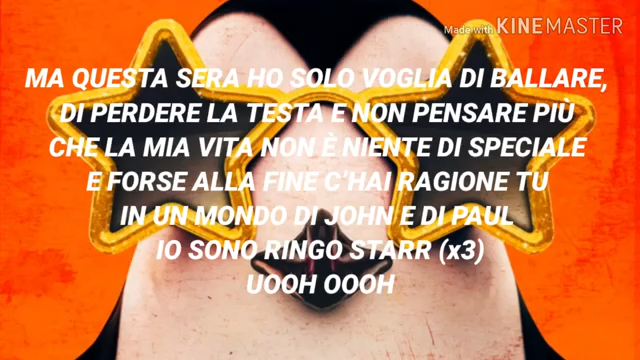 Made with KINEMASTER
MA QUESTA SERA HO SOLO VOGLIA DI BALLARE,
DI PERDERE LA TESTA E NON PENSARE PIÙ
CHE LA MIA VITA NON È NIENTE DI SPECIALE
E FORSE ALLA FINE C'HAI RAGIONE TU
IN UN MONDO DI JOHN E DI PAUL
IO SONO RINGO STARR (x3)
UOOH OOOH